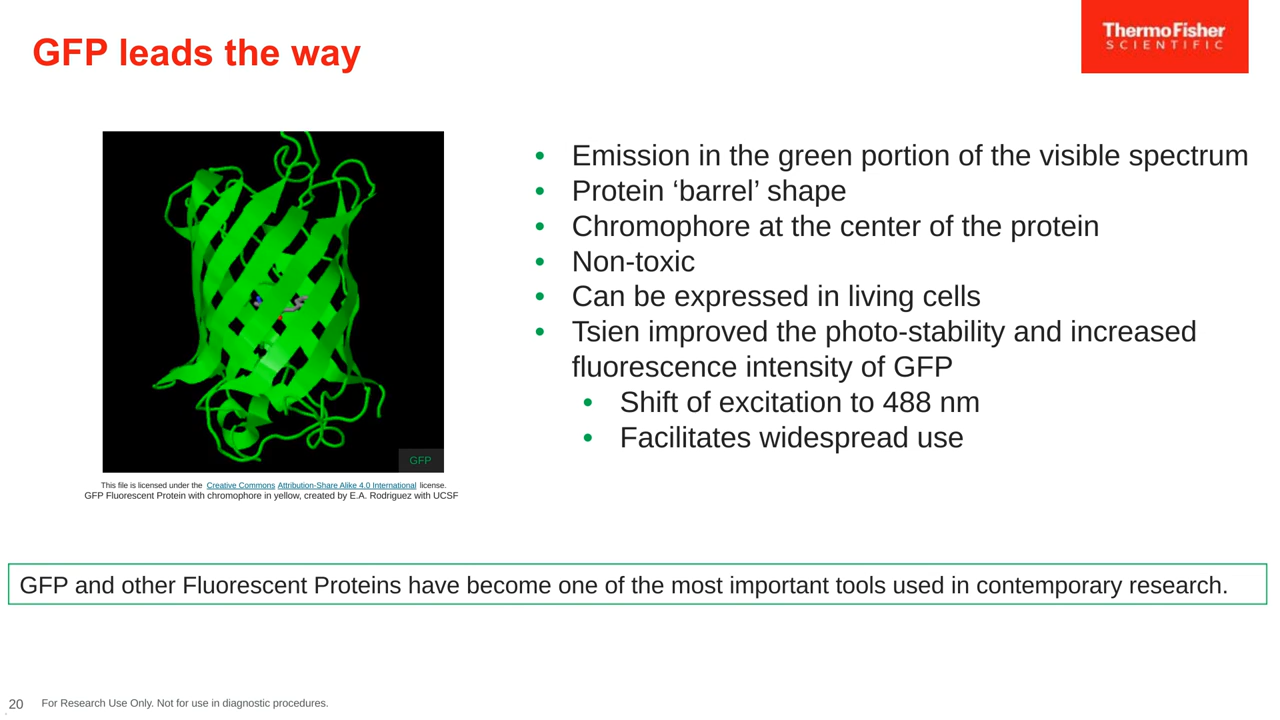 GFP leads the way
ThermoFisher
SCIENTIFIC
• Emission in the green portion of the visible spectrum
• Protein ‘barrel’ shape
• Chromophore at the center of the protein
• Non-toxic
• Can be expressed in living cells
• Tsien improved the photo-stability and increased
fluorescence intensity of GFP
• Shift of excitation to 488 nm
• Facilitates widespread use
GFP
This file is licensed under the Creative Commons Attribution-Share Alike 4.0 International license.
GFP Fluorescent Protein with chromophore in yellow, created by E.A. Rodriguez with UCSF
GFP and other Fluorescent Proteins have become one of the most important tools used in contemporary research.
20 For Research Use Only. Not for use in diagnostic procedures.